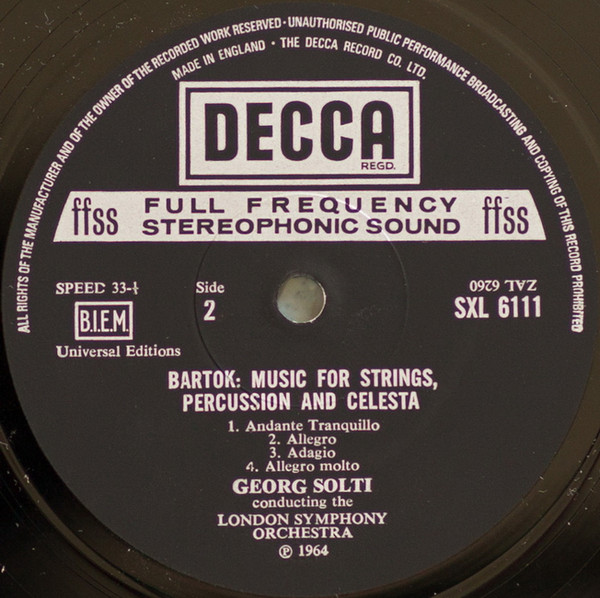 ALL RIGHTS OF THE MANUFACTURER AND OF THE OWNER OF THE RECORDED WORK RESERVED · UNAUTHORISED PUBLIC PERFORMANCE BROADCASTING AND COPYING OF THIS RECORD PROHIBITED
MADE IN ENGLAND · THE DECCA RECORD CO. LTD.
DECCA
REGD.
ffss FULL FREQUENCY STEREOPHONIC SOUND ffss
SPEED 33-⅓
Side
2
ZAL 6260
SXL 6111
B.I.E.M.
Universal Editions
BARTOK: MUSIC FOR STRINGS,
PERCUSSION AND CELESTA
1. Andante Tranquillo
2. Allegro
3. Adagio
4. Allegro molto
GEORG SOLTI
conducting the
LONDON SYMPHONY
ORCHESTRA
℗ 1964